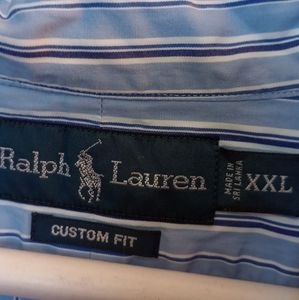 Ralph Lauren
MADE IN
SRI LANKA
XXL
CUSTOM FIT